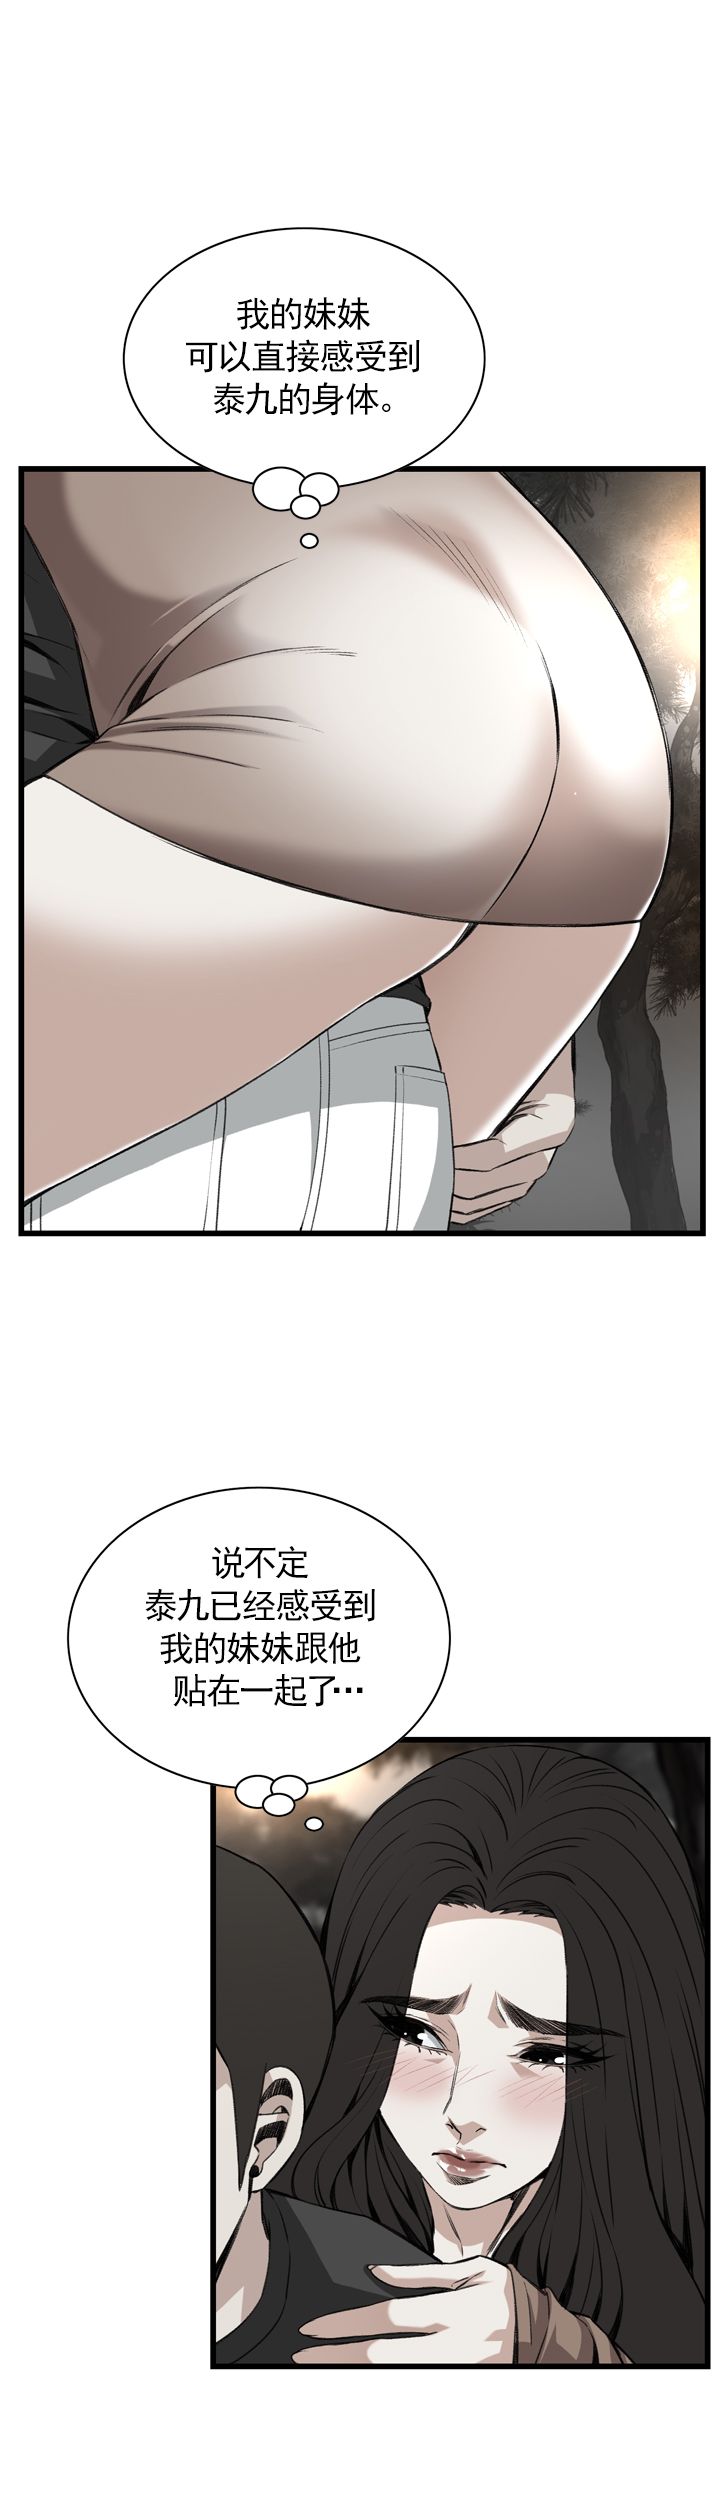 我的妹妹
可以直接感受到
泰九的身体。
说不定
泰九已经感受到
我的妹妹跟他
贴在一起了…